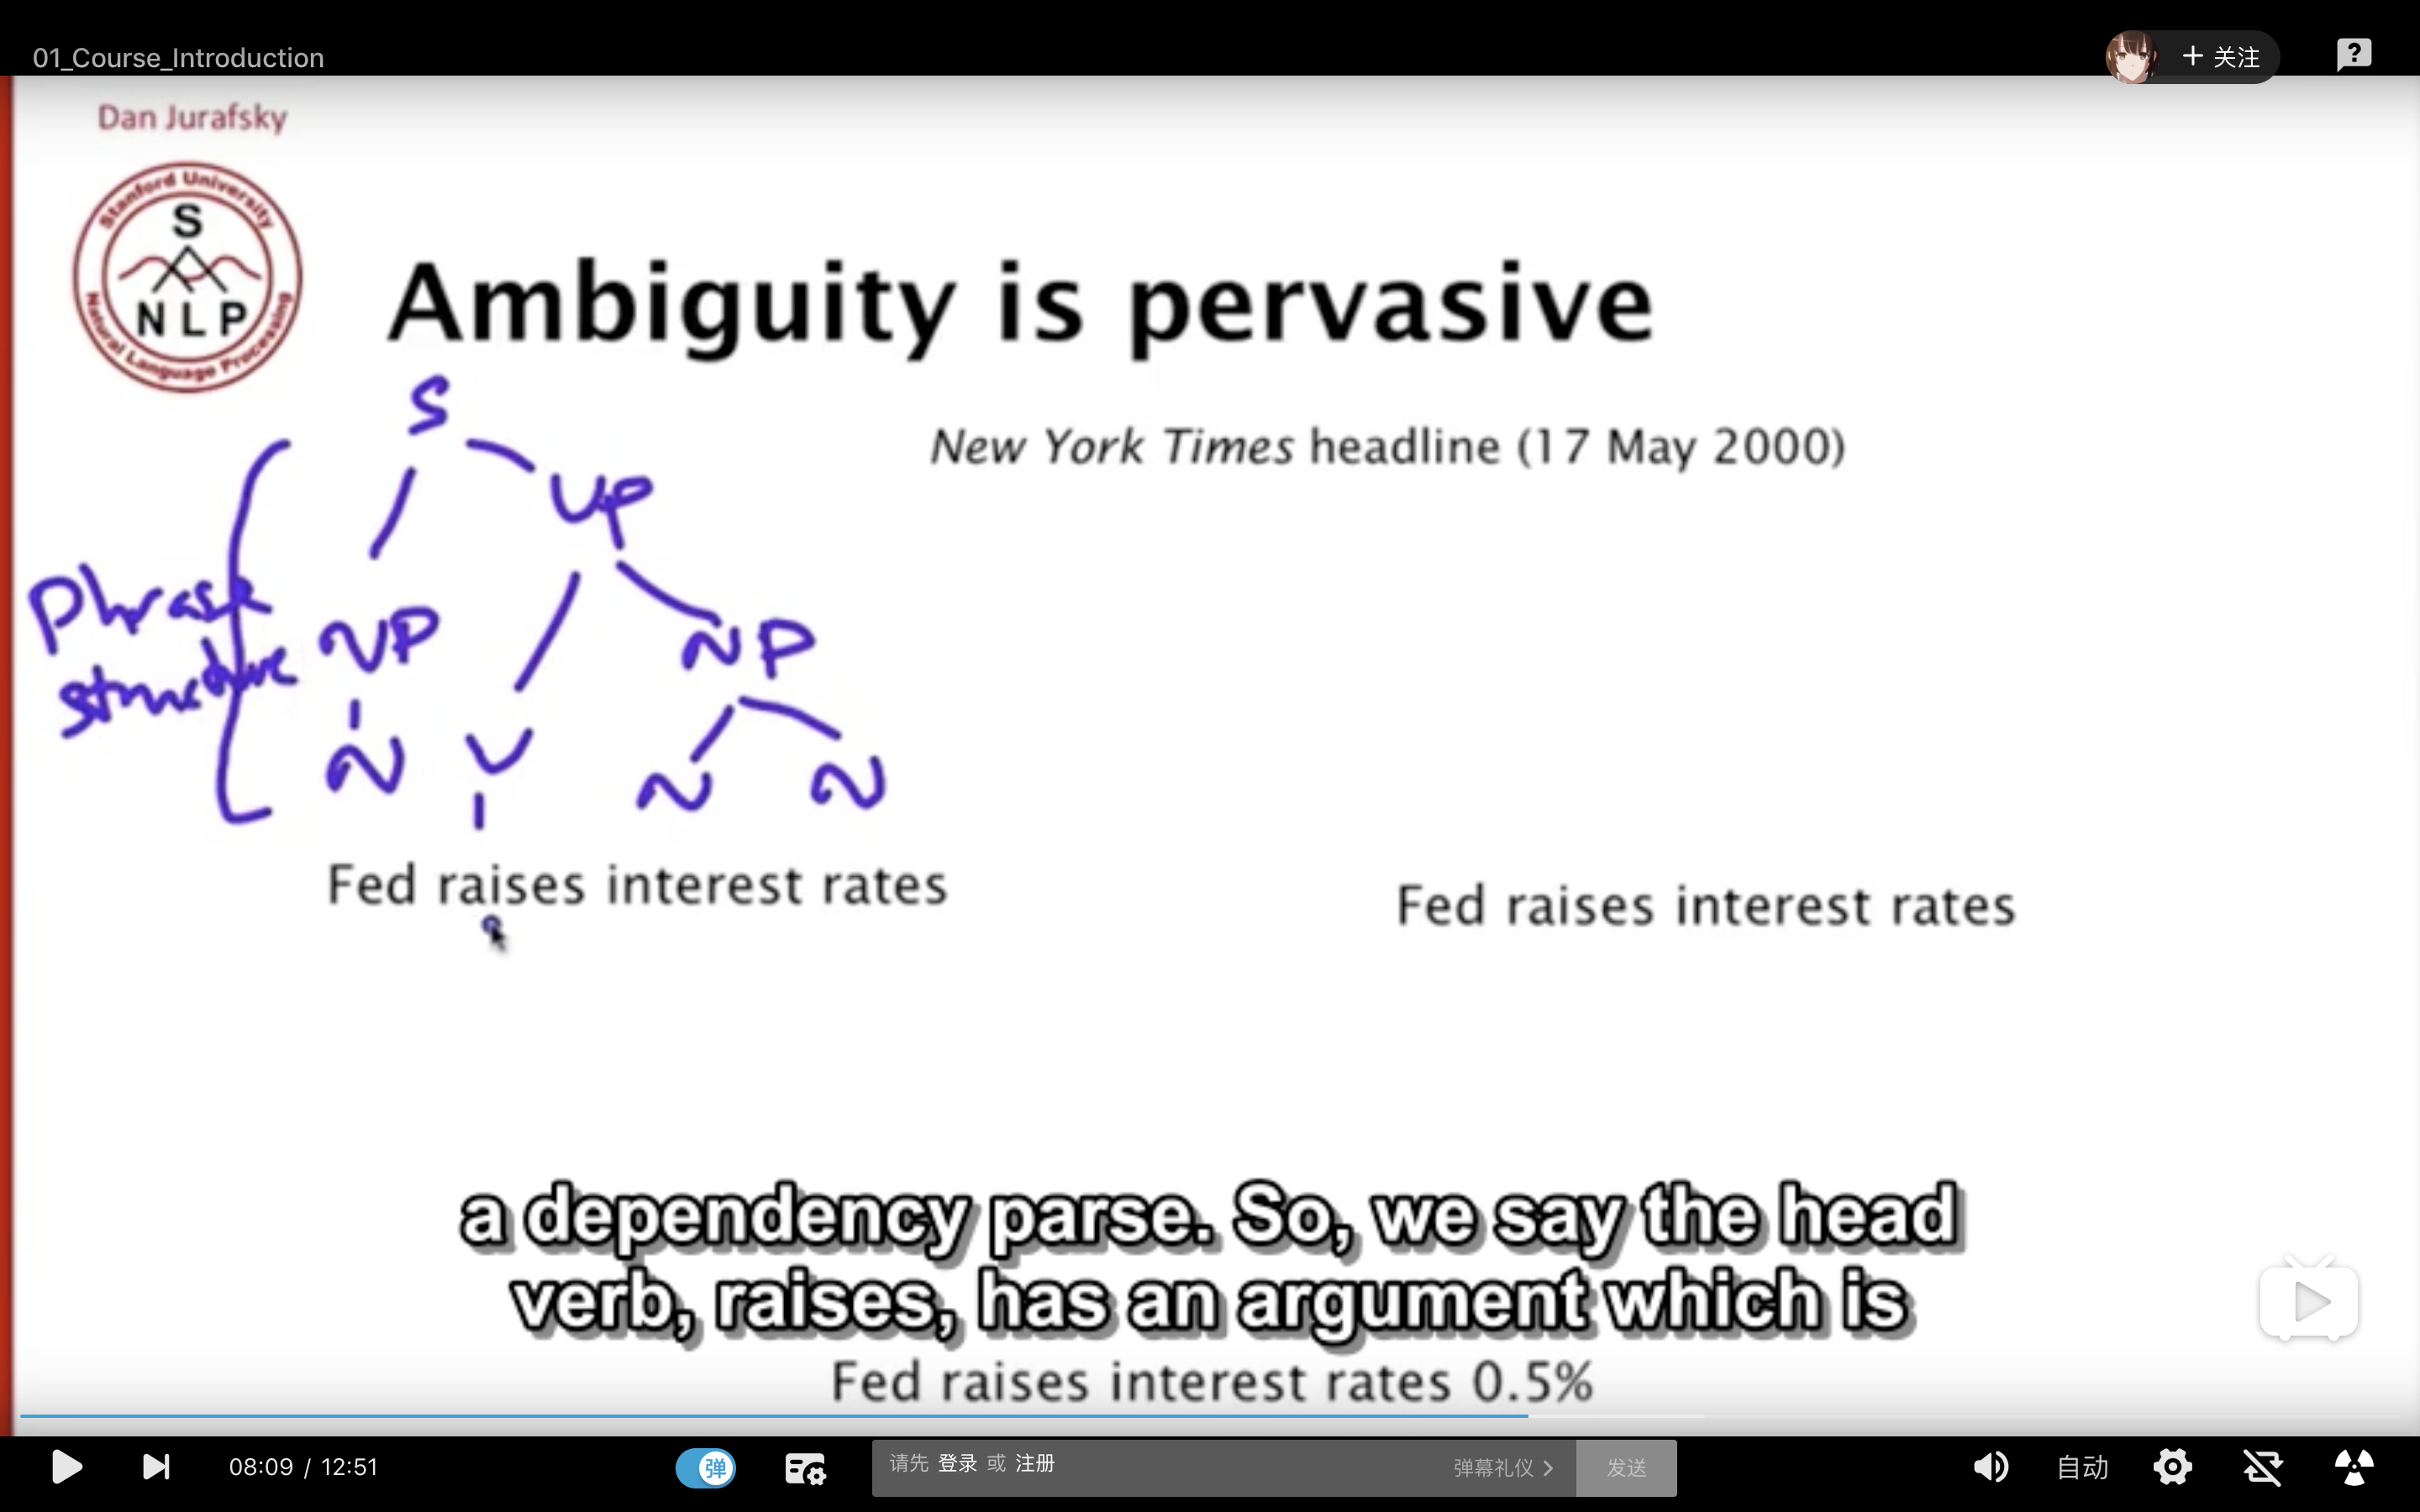 01_Course_Introduction
+ 关注
?
Dan Jurafsky
Stanford University
S
NLP
Natural Language Processing
Ambiguity is pervasive
New York Times headline (17 May 2000)
S
VP
Phrase
structure
NP
NP
N
V
N
N
Fed raises interest rates
Fed raises interest rates
a dependency parse. So, we say the head
verb, raises, has an argument which is
Fed raises interest rates 0.5%
08:09 / 12:51
弹
请先 登录 或 注册
弹幕礼仪 >
发送
自动